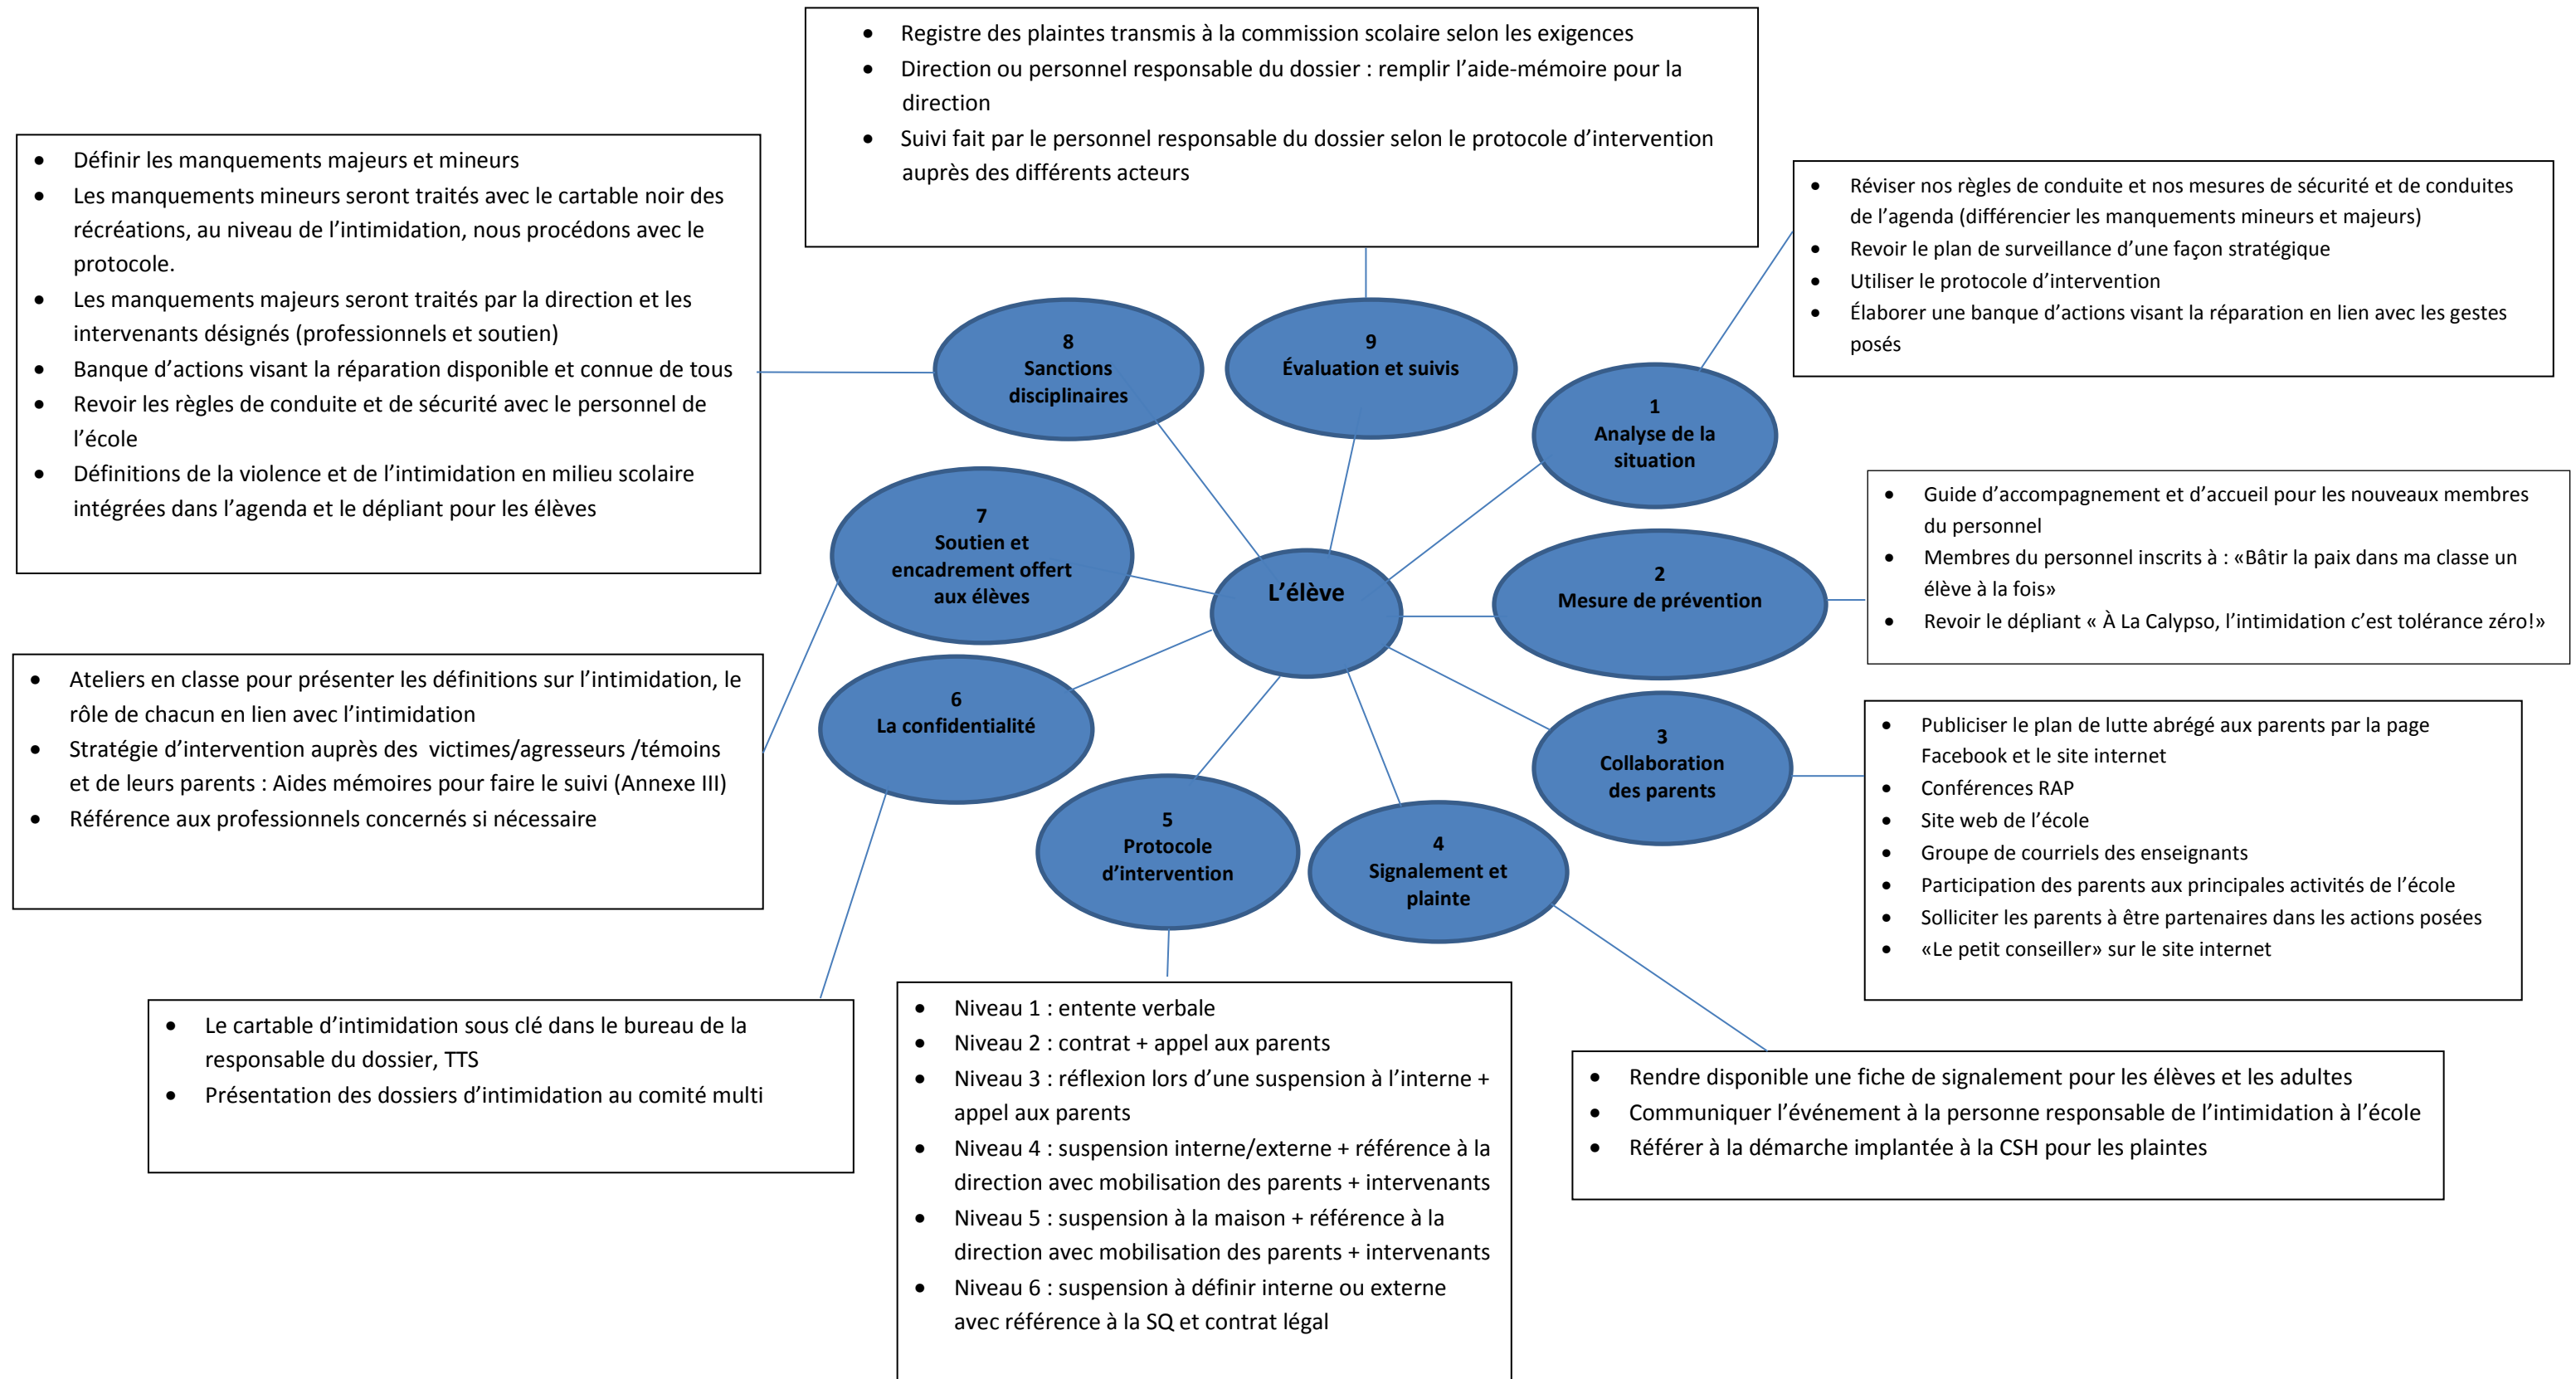 • Registre des plaintes transmis à la commission scolaire selon les exigences
• Direction ou personnel responsable du dossier : remplir l’aide-mémoire pour la
direction
• Suivi fait par le personnel responsable du dossier selon le protocole d’intervention
auprès des différents acteurs
• Définir les manquements majeurs et mineurs
• Les manquements mineurs seront traités avec le cartable noir des
récréations, au niveau de l’intimidation, nous procédons avec le
protocole.
• Les manquements majeurs seront traités par la direction et les
intervenants désignés (professionnels et soutien)
• Banque d’actions visant la réparation disponible et connue de tous
• Revoir les règles de conduite et de sécurité avec le personnel de
l’école
• Définitions de la violence et de l’intimidation en milieu scolaire
intégrées dans l’agenda et le dépliant pour les élèves
• Réviser nos règles de conduite et nos mesures de sécurité et de conduites
de l’agenda (différencier les manquements mineurs et majeurs)
• Revoir le plan de surveillance d’une façon stratégique
• Utiliser le protocole d’intervention
• Élaborer une banque d’actions visant la réparation en lien avec les gestes
posés
8
Sanctions
disciplinaires
9
Évaluation et suivis
1
Analyse de la
situation
7
Soutien et
encadrement offert
aux élèves
L’élève
2
Mesure de prévention
• Guide d’accompagnement et d’accueil pour les nouveaux membres
du personnel
• Membres du personnel inscrits à : «Bâtir la paix dans ma classe un
élève à la fois»
• Revoir le dépliant « À La Calypso, l’intimidation c’est tolérance zéro!»
• Ateliers en classe pour présenter les définitions sur l’intimidation, le
rôle de chacun en lien avec l’intimidation
• Stratégie d’intervention auprès des victimes/agresseurs /témoins
et de leurs parents : Aides mémoires pour faire le suivi (Annexe III)
• Référence aux professionnels concernés si nécessaire
6
La confidentialité
3
Collaboration
des parents
• Publiciser le plan de lutte abrégé aux parents par la page
Facebook et le site internet
• Conférences RAP
• Site web de l’école
• Groupe de courriels des enseignants
• Participation des parents aux principales activités de l’école
• Solliciter les parents à être partenaires dans les actions posées
• «Le petit conseiller» sur le site internet
5
Protocole
d’intervention
4
Signalement et
plainte
• Le cartable d’intimidation sous clé dans le bureau de la
responsable du dossier, TTS
• Présentation des dossiers d’intimidation au comité multi
• Niveau 1 : entente verbale
• Niveau 2 : contrat + appel aux parents
• Niveau 3 : réflexion lors d’une suspension à l’interne +
appel aux parents
• Niveau 4 : suspension interne/externe + référence à la
direction avec mobilisation des parents + intervenants
• Niveau 5 : suspension à la maison + référence à la
direction avec mobilisation des parents + intervenants
• Niveau 6 : suspension à définir interne ou externe
avec référence à la SQ et contrat légal
• Rendre disponible une fiche de signalement pour les élèves et les adultes
• Communiquer l’événement à la personne responsable de l’intimidation à l’école
• Référer à la démarche implantée à la CSH pour les plaintes